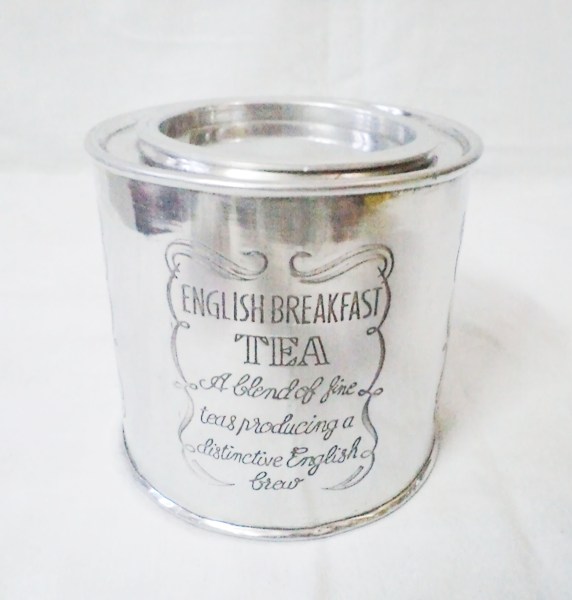 ENGLISH BREAKFAST
TEA
A blend of fine
teas producing a
distinctive English
brew